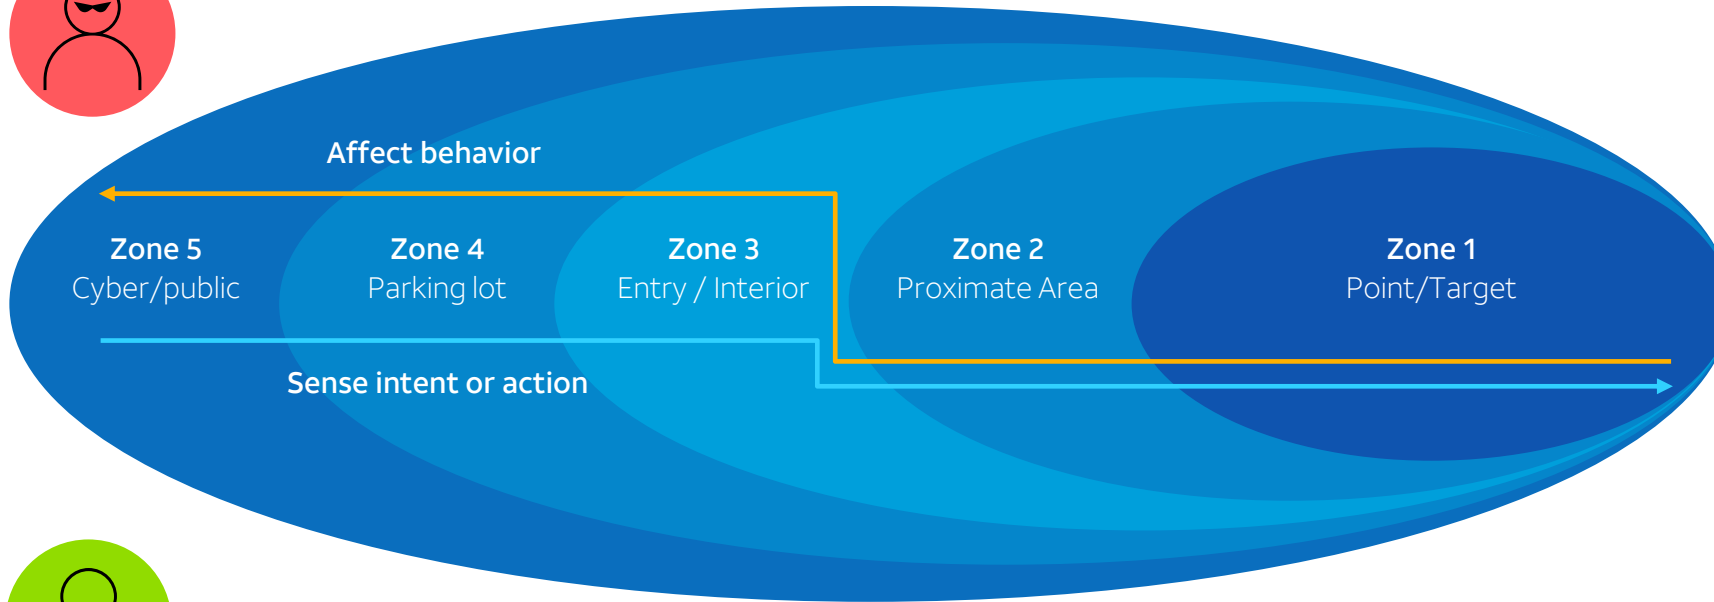 Affect behavior
Zone 5
Cyber/public
Zone 4
Parking lot
Zone 3
Entry / Interior
Zone 2
Proximate Area
Zone 1
Point/Target
Sense intent or action